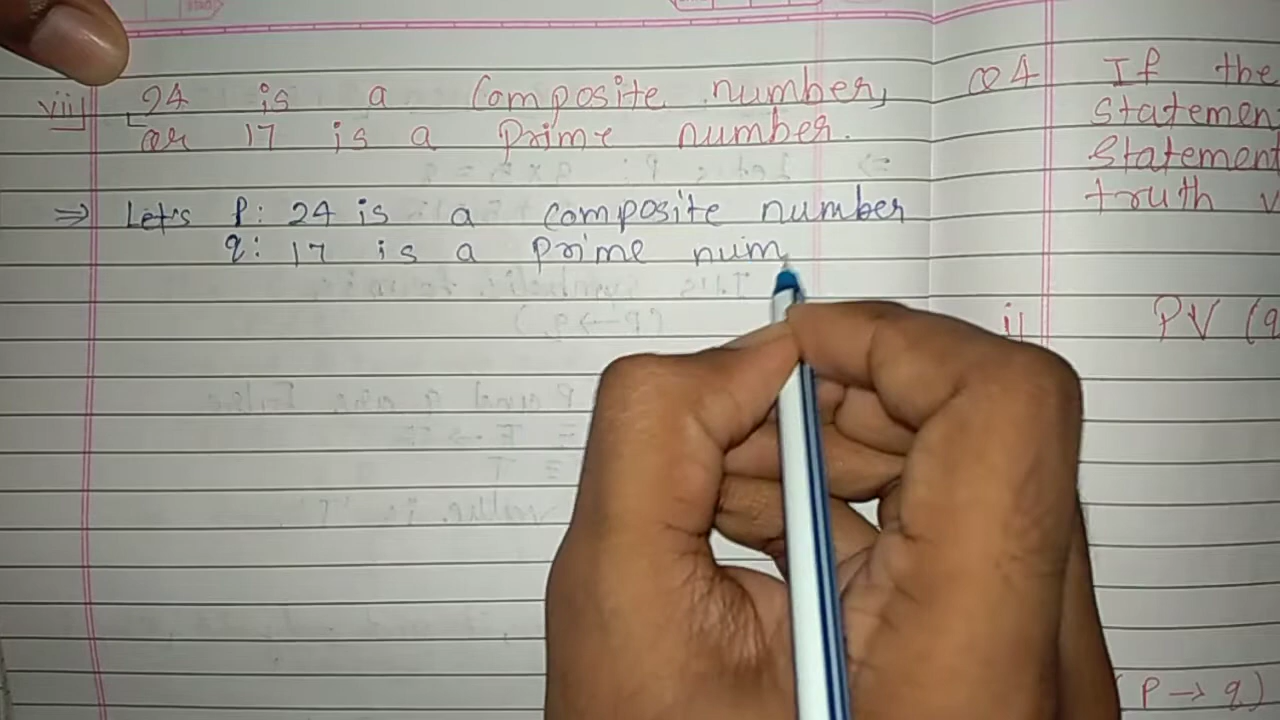 vii) 24 is a Composite number,
or 17 is a Prime number.
⇒ Let's P: 24 is a composite number
q: 17 is a Prime num
Q4 If the
Statemen
Statement
truth v
i) PV (q
(P → q)